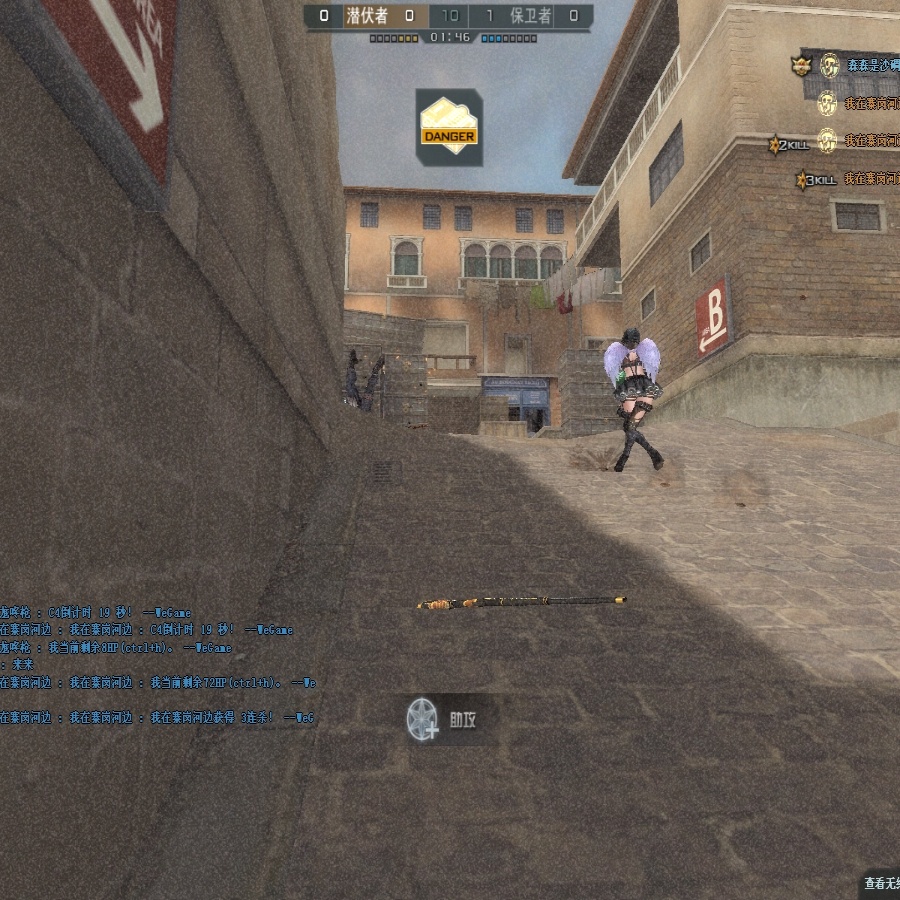 0 潜伏者 0 10 1 保卫者 0
01:46
DANGER
森森是沙碉
我在寨岗河边
2KILL 我在寨岗河边
3KILL 我在寨岗河
B
C4倒计时 19 秒! --WeGame
在寨岗河边 : 我在寨岗河边 : C4倒计时 19 秒! --WeGame
我当前剩余8HP(ctrl+h)。 --WeGame
: 来来
在寨岗河边 : 我在寨岗河边 : 我当前剩余72HP(ctrl+h)。 --We
在寨岗河边 : 我在寨岗河边 : 我在寨岗河边获得 3连杀! --WeG
助攻
查看无